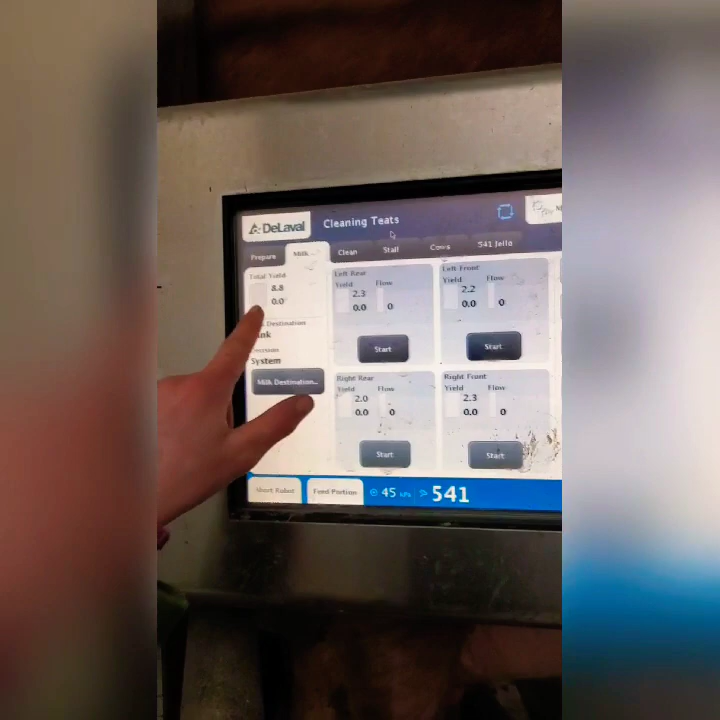 DeLaval
Cleaning Teats
Prepare
Milk
Clean
Stall
Cows
541 Jello
Total Yield
8.8
0.0
Destination
System
Milk Destination...
Left Rear
Yield Flow
2.3
0.0 0
Start
Left Front
Yield Flow
2.2
0.0 0
Start
Right Rear
Yield Flow
2.0
0.0 0
Start
Right Front
Yield Flow
2.3
0.0 0
Start
Feed Portion
45 kPa
541